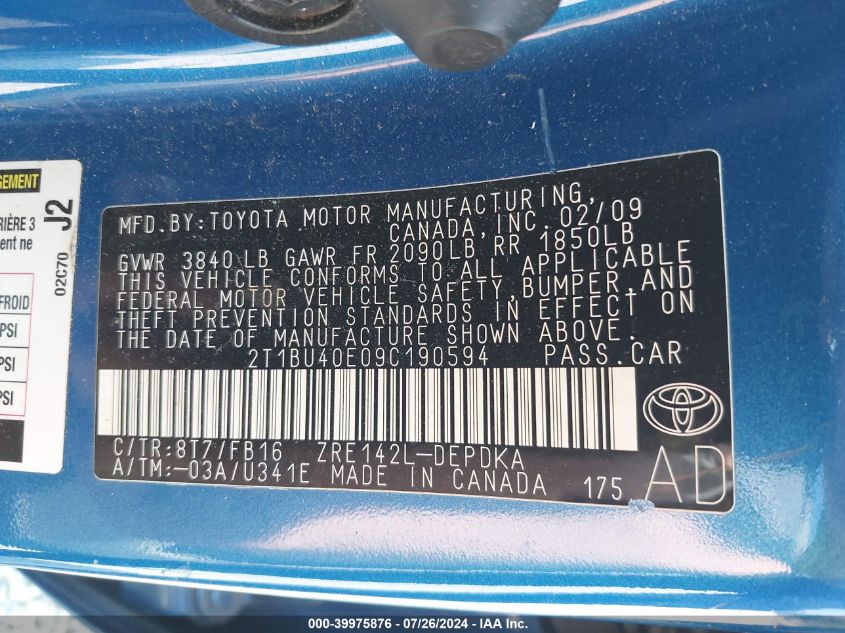 GEMENT
RIÈRE 3
ent ne
J2
02C70
FROID
PSI
PSI
PSI
MFD.BY:TOYOTA MOTOR MANUFACTURING,
CANADA,INC.02/09
GVWR 3840LB GAWR FR 2090LB RR 1850LB
THIS VEHICLE CONFORMS TO ALL APPLICABLE
FEDERAL MOTOR VEHICLE SAFETY,BUMPER,AND
THEFT PREVENTION STANDARDS IN EFFECT ON
THE DATE OF MANUFACTURE SHOWN ABOVE.
2T1BU40E09C190594 PASS.CAR
C/TR:8T7/FB16 ZRE142L-DEPDKA
A/TM:-03A/U341E MADE IN CANADA 175 AD
000-39975876 / 07/26/2024 - IAA Inc.